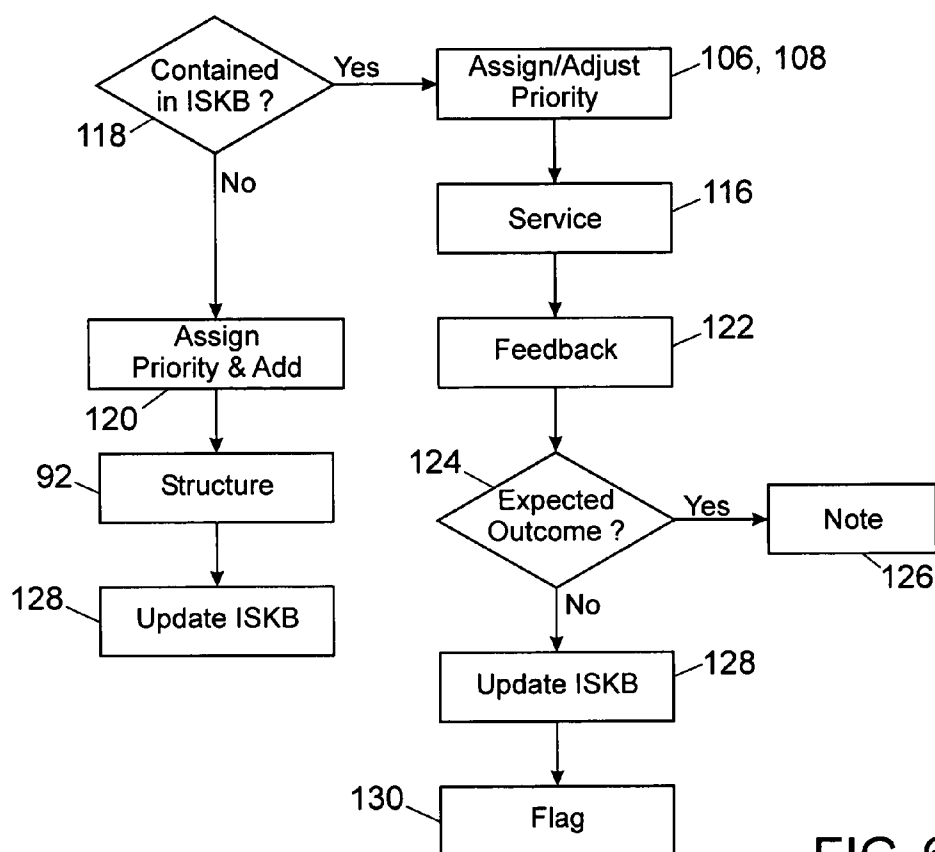 Contained
in ISKB ?
118
Yes
No
Assign/Adjust
Priority
106, 108
Service
116
Feedback
122
Assign
Priority & Add
120
Structure
92
Update ISKB
128
124
Expected
Outcome ?
Yes
No
Note
126
Update ISKB
128
Flag
130
FIG.